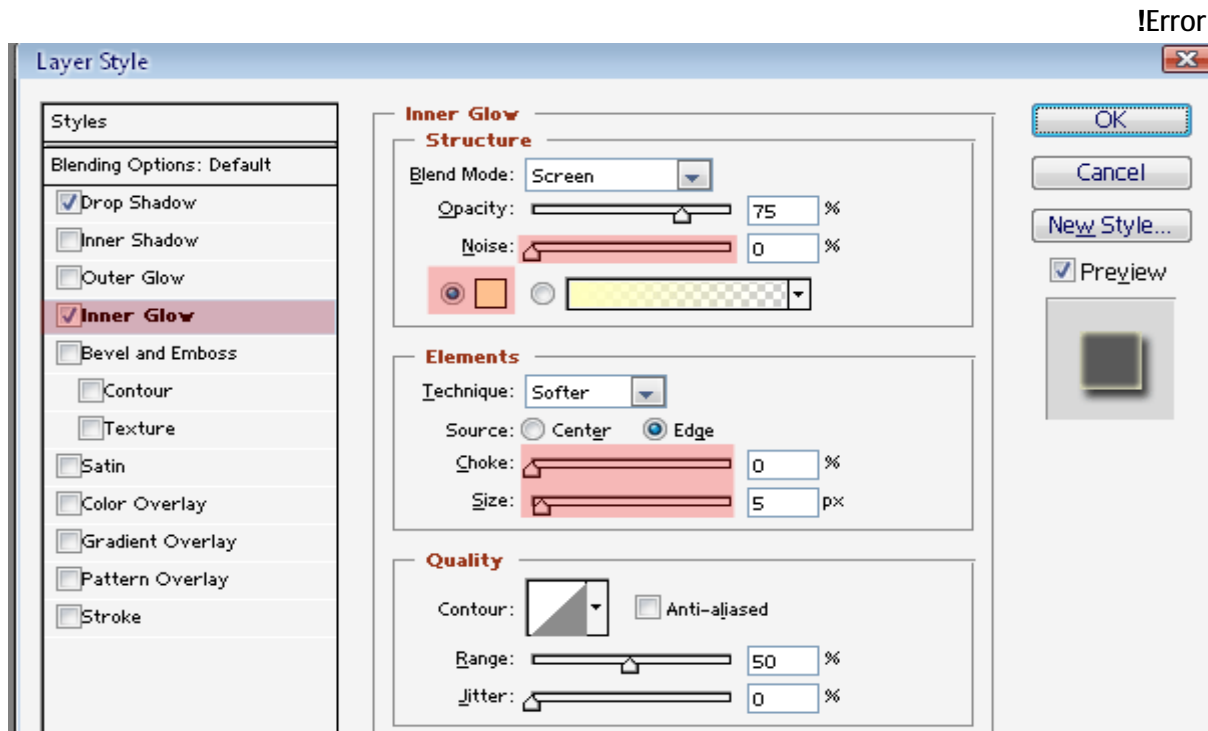 !Error
Layer Style
Styles
Blending Options: Default
Drop Shadow
Inner Shadow
Outer Glow
Inner Glow
Bevel and Emboss
Contour
Texture
Satin
Color Overlay
Gradient Overlay
Pattern Overlay
Stroke
Inner Glow
Structure
Blend Mode: Screen
Opacity: 75 %
Noise: 0 %
Elements
Technique: Softer
Source: Center Edge
Choke: 0 %
Size: 5 px
Quality
Contour: Anti-aliased
Range: 50 %
Jitter: 0 %
OK
Cancel
New Style...
Preview